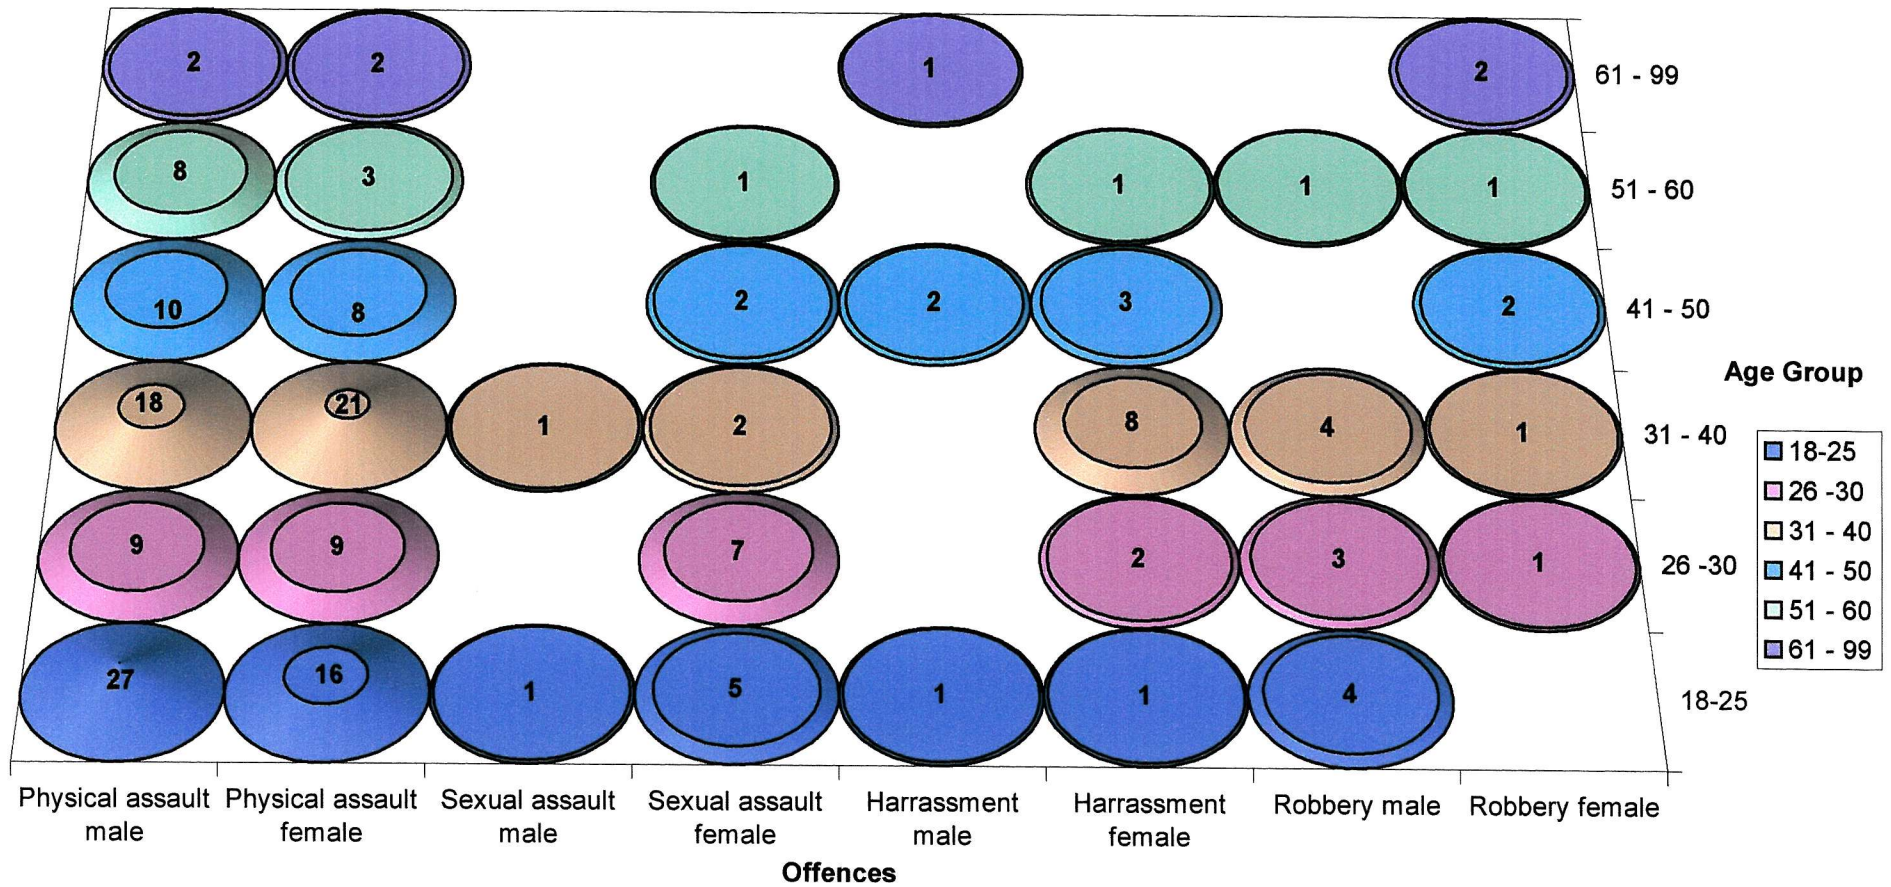 2 2 1 2 61 - 99
8 3 1 1 1 1 51 - 60
10 8 2 2 3 2 41 - 50
18 21 1 2 8 4 1 31 - 40
9 9 7 2 3 1 26 -30
27 16 1 5 1 1 4 18-25
Physical assault male
Physical assault female
Sexual assault male
Sexual assault female
Harrassment male
Harrassment female
Robbery male
Robbery female
Offences
Age Group
18-25
26 -30
31 - 40
41 - 50
51 - 60
61 - 99